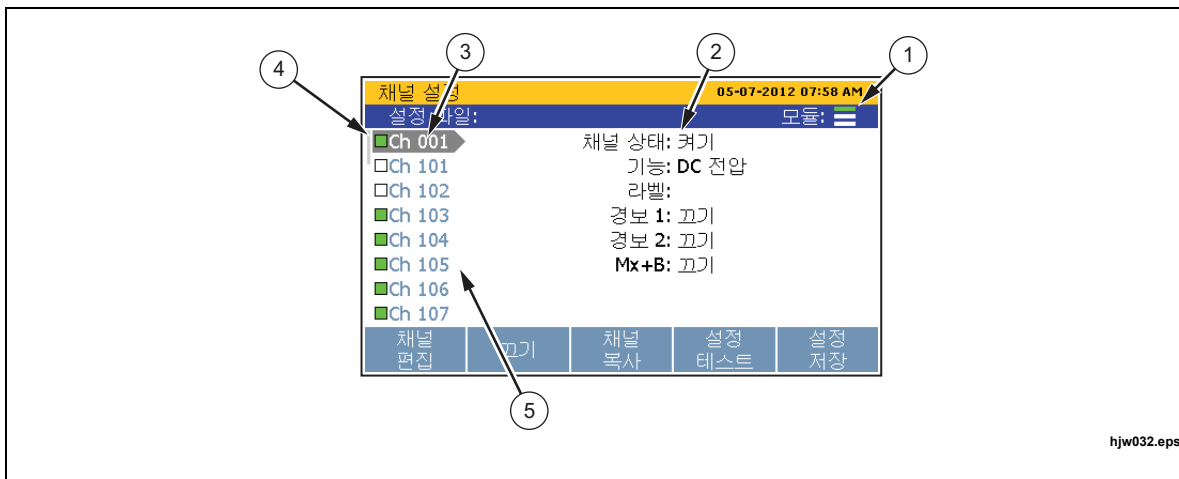 4
3
2
1
채널 설정 05-07-2012 07:58 AM
설정 파일: 모듈:
Ch 001 채널 상태: 켜기
Ch 101 기능: DC 전압
Ch 102 라벨:
Ch 103 경보 1: 끄기
Ch 104 경보 2: 끄기
Ch 105 Mx+B: 끄기
Ch 106
Ch 107
채널 편집
끄기
채널 복사
설정 테스트
설정 저장
5
hjw032.eps